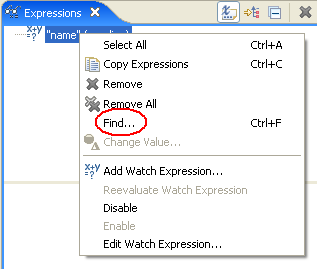 Expressions
x+y
=?
"name"
Select All Ctrl+A
Copy Expressions Ctrl+C
Remove
Remove All
Find... Ctrl+F
Change Value...
x+y
=?
Add Watch Expression...
Reevaluate Watch Expression
Disable
Enable
Edit Watch Expression...